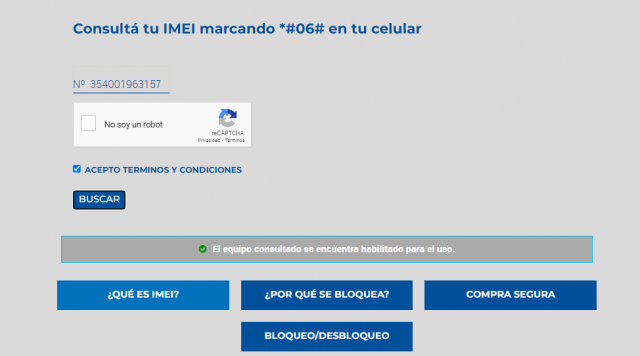 Consultá tu IMEI marcando *#06# en tu celular
Nº 354001963157
No soy un robot
reCAPTCHA
Privacidad - Términos
ACEPTO TERMINOS Y CONDICIONES
BUSCAR
El equipo consultado se encuentra habilitado para el uso.
¿QUÉ ES IMEI? ¿POR QUÉ SE BLOQUEA? COMPRA SEGURA
BLOQUEO/DESBLOQUEO